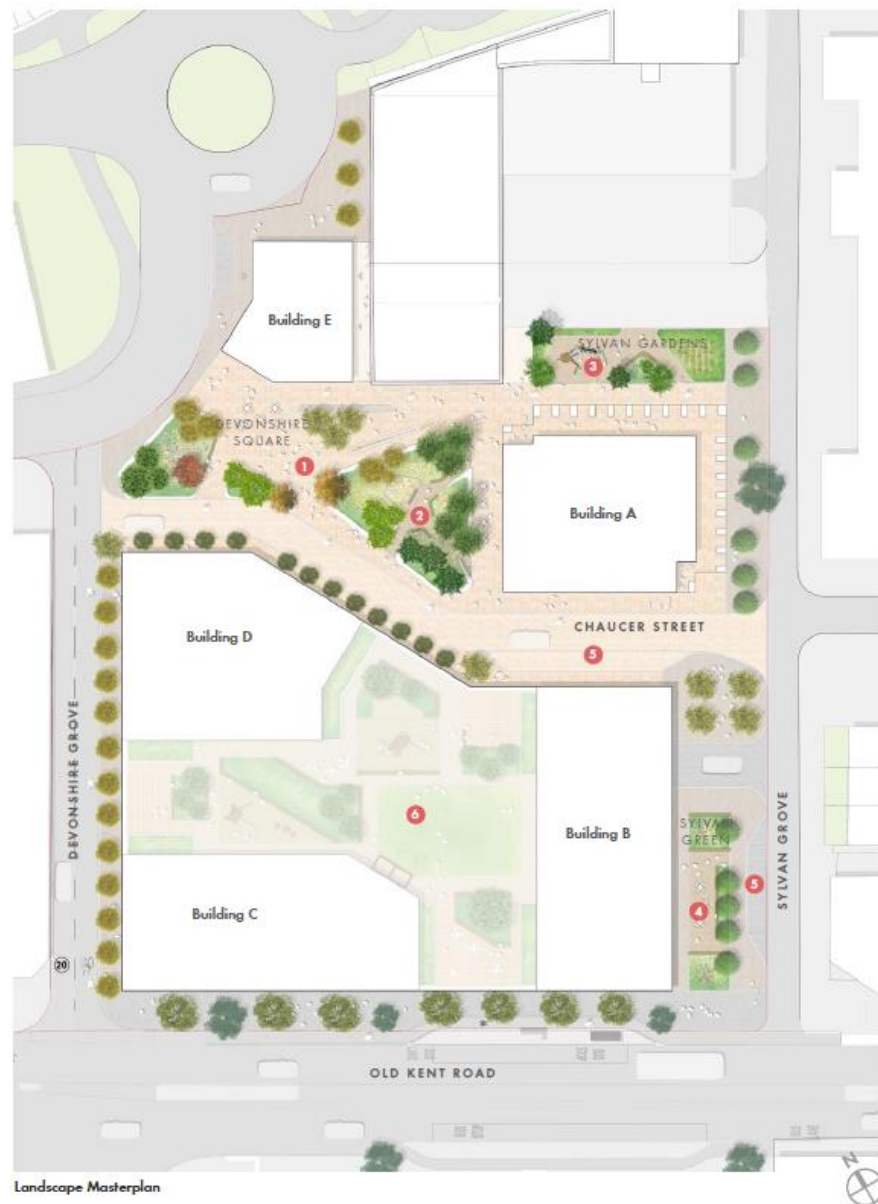 Building E
SYLVAN GARDENS
3
DEVONSHIRE
SQUARE
1
2
Building A
CHAUCER STREET
5
Building D
DEVONSHIRE GROVE
6
Building B
SYLVAN
GREEN
SYLVAN GROVE
5
4
Building C
20
OLD KENT ROAD
N
Landscape Masterplan